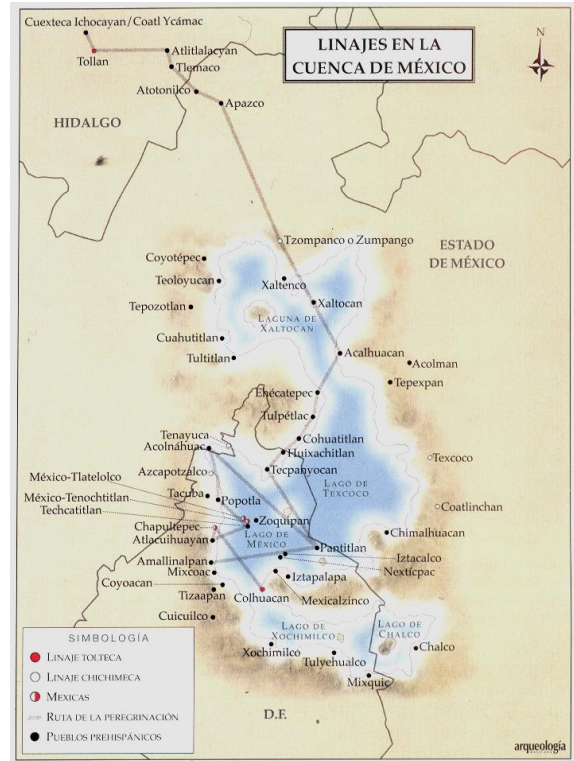 Cuexteca Ichocayan/Coatl Ycámac
LINAJES EN LA
CUENCA DE MÉXICO
N
Tollan
Atlitlalacyan
Tlemaco
Atotonilco
Apazco
HIDALGO
Tzompanco o Zumpango
ESTADO
DE MÉXICO
Coyotépec
Teoloyucan
Xaltenco
Tepozotlan
Xaltocan
LAGUNA DE
XALTOCAN
Cuahutitlan
Tultitlan
Acalhuacan
Acolman
Tepexpan
Ehécatepec
Tulpétlac
Tenayuca
Cohuatitlan
Acolnáhuac
Huixachitlan
Azcapotzalco
Tecpanyocan
Texcoco
México-Tlatelolco
Tacuba
Popotla
LAGO DE
TEXCOCO
México-Tenochtitlan
Techcatitlan
Coatlinchan
Chapultepec
Zoquipan
Atlacuihuayan
LAGO DE
MÉXICO
Chimalhuacan
Pantitlan
Amallinalpan
Iztacalco
Mixcoac
Nexticpac
Coyoacan
Iztapalapa
Tizaapan
Colhuacan
Mexicalzinco
Cuicuilco
LAGO DE
XOCHIMILCO
LAGO DE
CHALCO
Xochimilco
Tulyehualco
Chalco
Mixquic
SIMBOLOGÍA
LINAJE TOLTECA
LINAJE CHICHIMECA
MEXICAS
RUTA DE LA PEREGRINACIÓN
PUEBLOS PREHISPÁNICOS
D.F.
arqueología